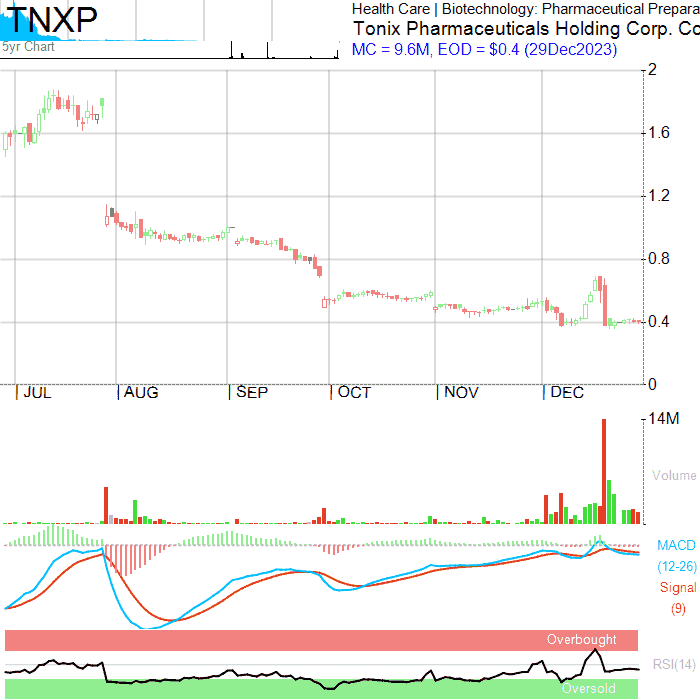 TNXP
5yr Chart
Health Care | Biotechnology: Pharmaceutical Prepara
Tonix Pharmaceuticals Holding Corp. Co
MC = 9.6M, EOD = $0.4 (29Dec2023)
2
1.6
1.2
0.8
0.4
0
JUL AUG SEP OCT NOV DEC
14M
Volume
MACD
(12-26)
Signal
(9)
Overbought
RSI(14)
Oversold